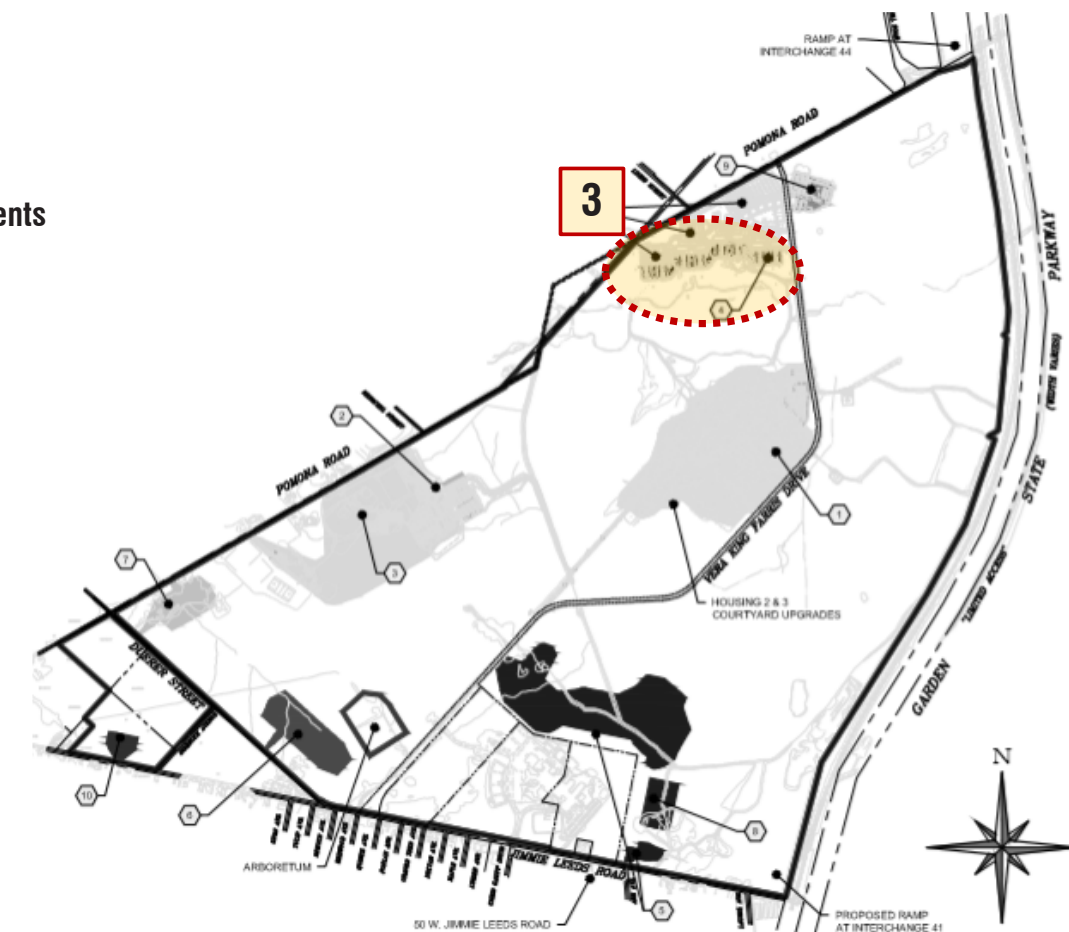 RAMP AT
INTERCHANGE 44
POMONA ROAD
9
3
ents
4
PARKWAY
(WIDTH VARIES)
2
POMONA ROAD
STATE
1
3
VERA KING FARRIS DRIVE
7
HOUSING 2 & 3
COURTYARD UPGRADES
"LIMITED ACCESS"
GARDEN
DUERER STREET
N
10
6
8
ARBORETUM
JIMMIE LEEDS ROAD
5
50 W. JIMMIE LEEDS ROAD
PROPOSED RAMP
AT INTERCHANGE 41